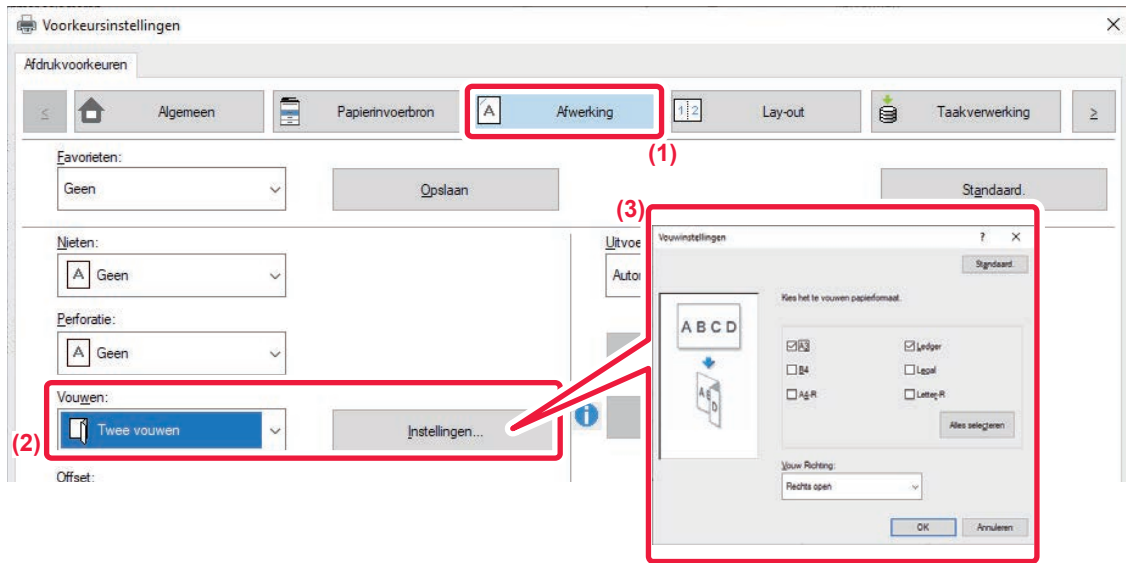 Voorkeursinstellingen
Afdrukvoorkeuren
≤ Algemeen Papierinvoerbron A Afwerking 1 2 Lay-out Taakverwerking ≥
(1)
Favorieten:
Geen Opslaan Standaard.
(3)
Nieten:
A Geen
Perforatie:
A Geen
Vouwen:
(2) Twee vouwen Instellingen...
Offset:
Vouwinstellingen ? ×
Standaard.
Kies het te vouwen papierformaat.
ABCD
A3 Ledger
B4 Legal
A4-R Letter-R
Alles selecteren
Vouw Richting:
Rechts open
OK Annuleren